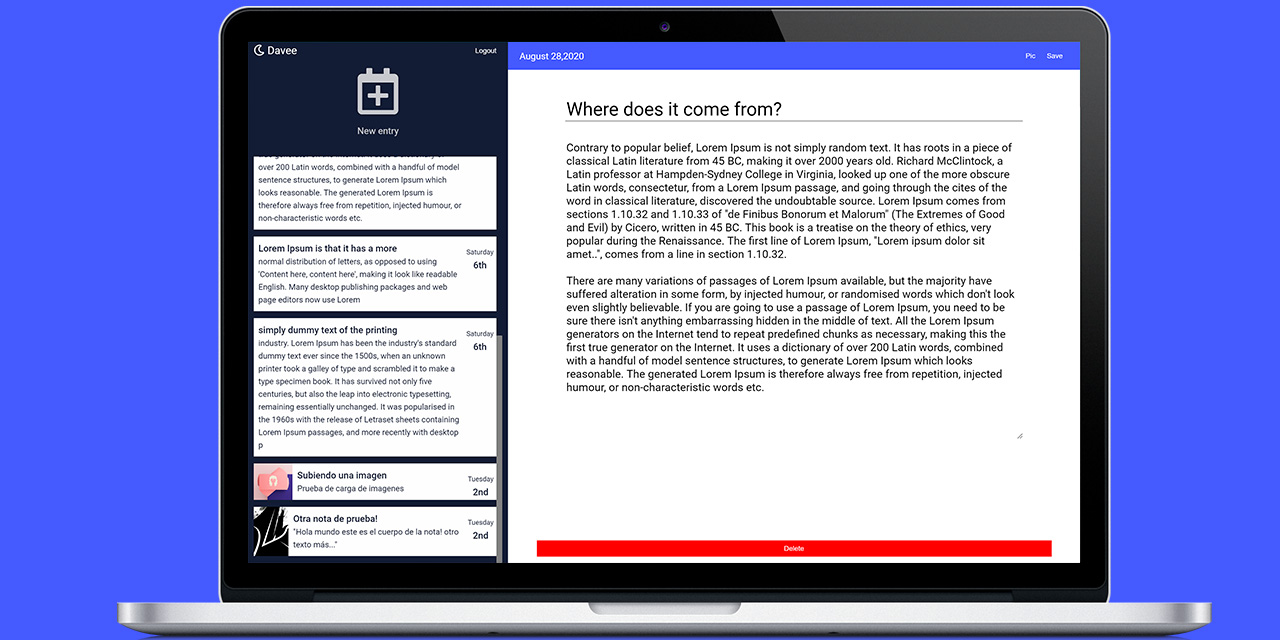 Davee
Logout
New entry
over 200 Latin words, combined with a handful of model
sentence structures, to generate Lorem Ipsum which
looks reasonable. The generated Lorem Ipsum is
therefore always free from repetition, injected humour, or
non-characteristic words etc.
Lorem Ipsum is that it has a more
Saturday
6th
normal distribution of letters, as opposed to using
'Content here, content here', making it look like readable
English. Many desktop publishing packages and web
page editors now use Lorem
simply dummy text of the printing
Saturday
6th
industry. Lorem Ipsum has been the industry's standard
dummy text ever since the 1500s, when an unknown
printer took a galley of type and scrambled it to make a
type specimen book. It has survived not only five
centuries, but also the leap into electronic typesetting,
remaining essentially unchanged. It was popularised in
the 1960s with the release of Letraset sheets containing
Lorem Ipsum passages, and more recently with desktop
p
Subiendo una imagen
Prueba de carga de imagenes
Tuesday
2nd
Otra nota de prueba!
"Hola mundo este es el cuerpo de la nota! otro
texto más..."
Tuesday
2nd
August 28,2020
Pic
Save
Where does it come from?
Contrary to popular belief, Lorem Ipsum is not simply random text. It has roots in a piece of
classical Latin literature from 45 BC, making it over 2000 years old. Richard McClintock, a
Latin professor at Hampden-Sydney College in Virginia, looked up one of the more obscure
Latin words, consectetur, from a Lorem Ipsum passage, and going through the cites of the
word in classical literature, discovered the undoubtable source. Lorem Ipsum comes from
sections 1.10.32 and 1.10.33 of "de Finibus Bonorum et Malorum" (The Extremes of Good
and Evil) by Cicero, written in 45 BC. This book is a treatise on the theory of ethics, very
popular during the Renaissance. The first line of Lorem Ipsum, "Lorem ipsum dolor sit
amet..", comes from a line in section 1.10.32.
There are many variations of passages of Lorem Ipsum available, but the majority have
suffered alteration in some form, by injected humour, or randomised words which don't look
even slightly believable. If you are going to use a passage of Lorem Ipsum, you need to be
sure there isn't anything embarrassing hidden in the middle of text. All the Lorem Ipsum
generators on the Internet tend to repeat predefined chunks as necessary, making this the
first true generator on the Internet. It uses a dictionary of over 200 Latin words, combined
with a handful of model sentence structures, to generate Lorem Ipsum which looks
reasonable. The generated Lorem Ipsum is therefore always free from repetition, injected
humour, or non-characteristic words etc.
Delete